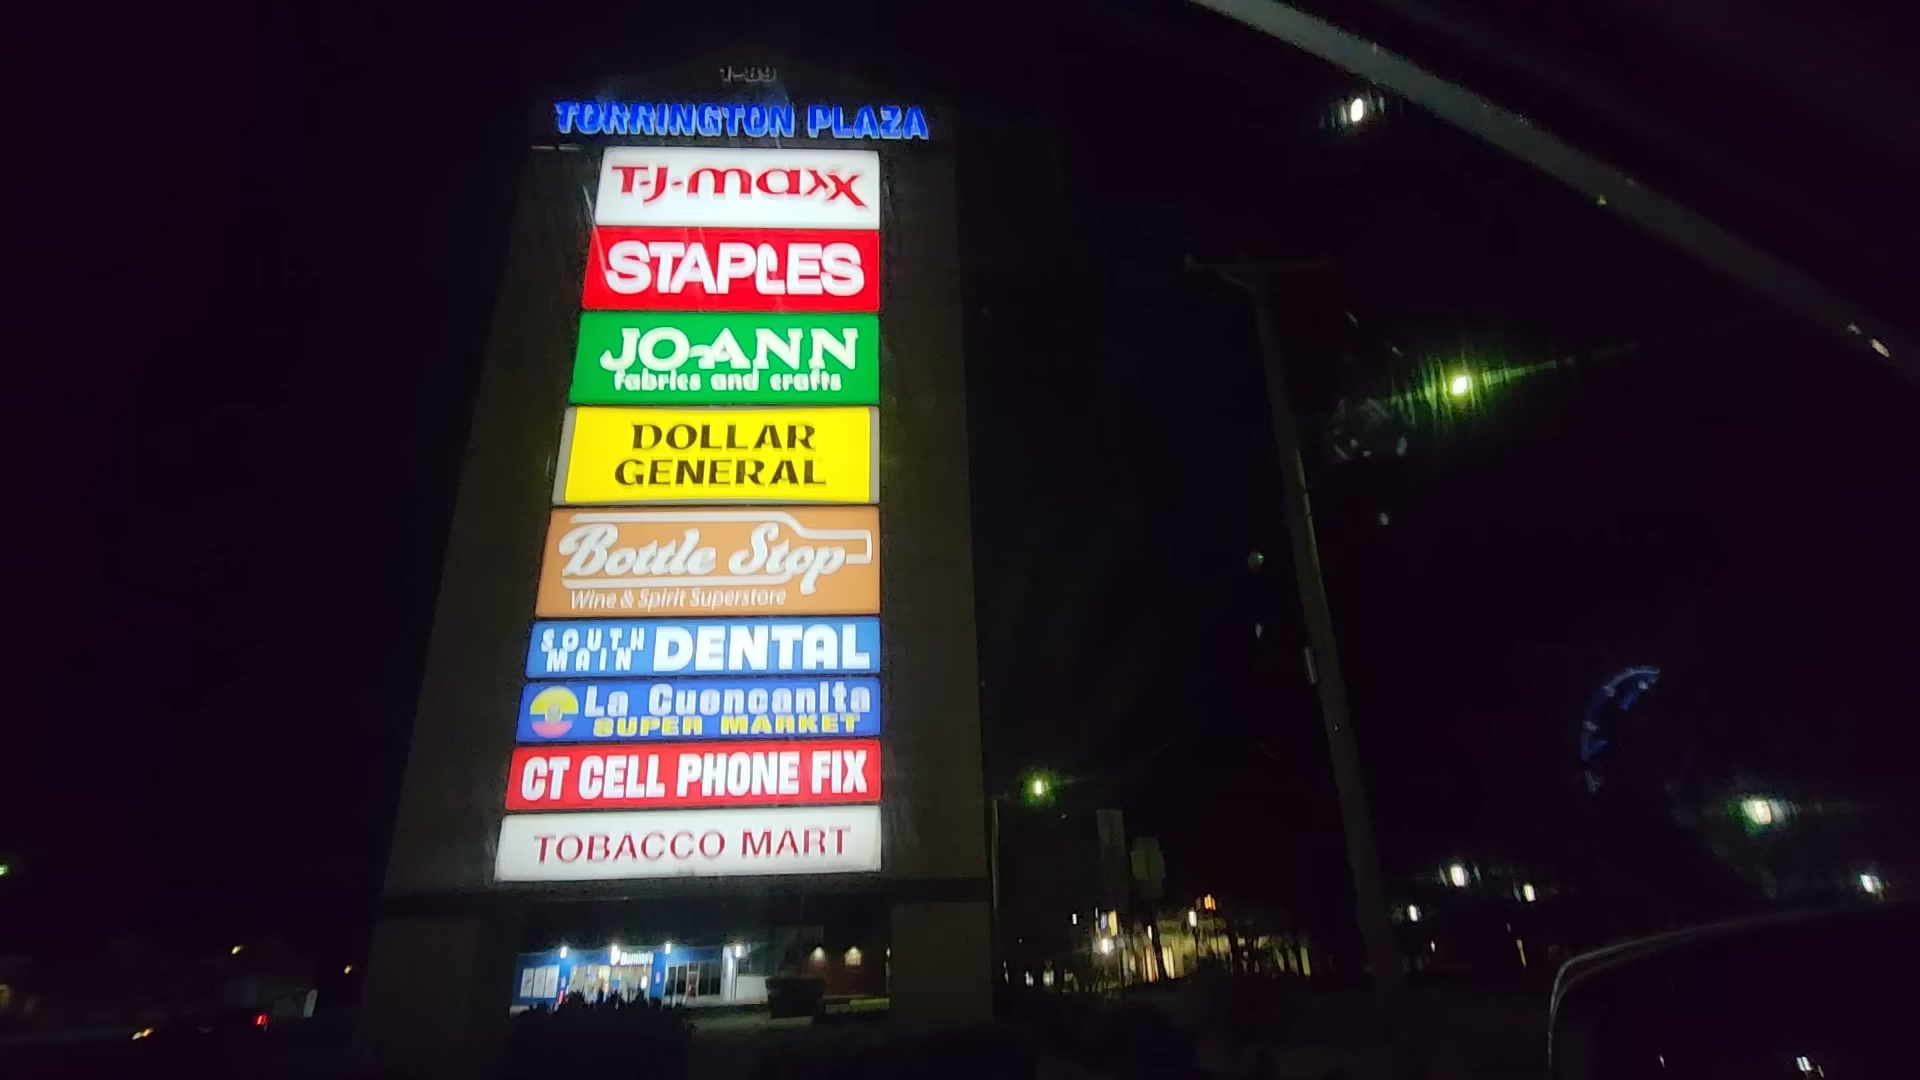 1-89
TORRINGTON PLAZA
T·J·maxx
STAPLES
JO-ANN
fabrics and crafts
DOLLAR
GENERAL
Bottle Stop
Wine & Spirit Superstore
SOUTH
MAIN DENTAL
La Cuencanita
SUPER MARKET
CT CELL PHONE FIX
TOBACCO MART
Domino's